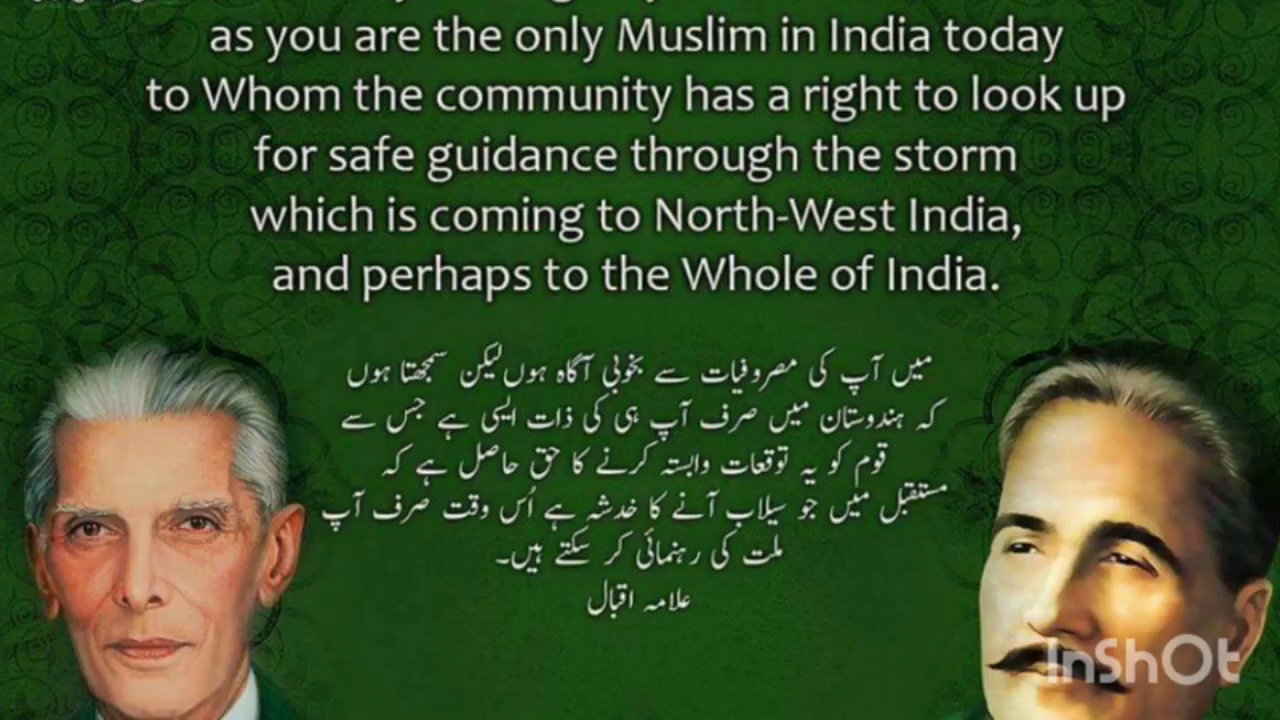 as you are the only Muslim in India today
to Whom the community has a right to look up
for safe guidance through the storm
which is coming to North-West India,
and perhaps to the Whole of India.
میں آپ کی مصروفیات سے بخوبی آگاہ ہوں لیکن سمجھتا ہوں
کہ ہندوستان میں صرف آپ ہی کی ذات ایسی ہے جس سے
قوم کو یہ توقعات وابستہ کرنے کا حق حاصل ہے کہ
مستقبل میں جو سیلاب آنے کا خدشہ ہے اُس وقت صرف آپ
ملت کی رہنمائی کر سکتے ہیں۔
علامہ اقبال
InShOt